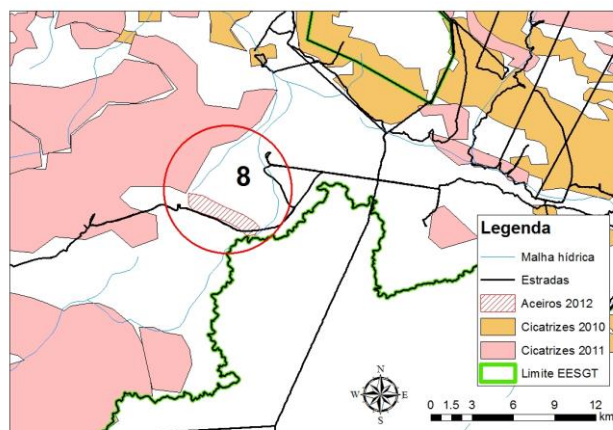 8
Legenda
Malha hídrica
Estradas
Aceiros 2012
Cicatrizes 2010
Cicatrizes 2011
Limite EESGT
N
W E
S
0 1.5 3 6 9 12
km